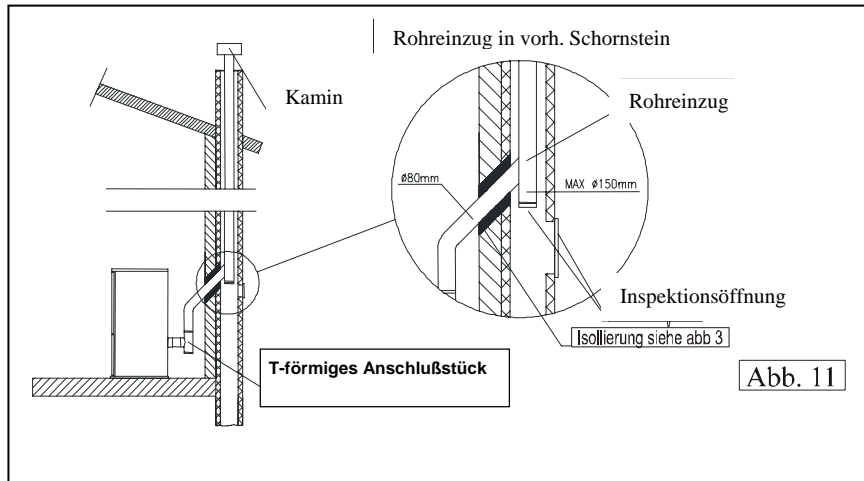 Rohreinzug in vorh. Schornstein
Kamin
Rohreinzug
ø80mm
MAX ø150mm
Inspektionsöffnung
Isollierung siehe abb 3
T-förmiges Anschlußstück
Abb. 11